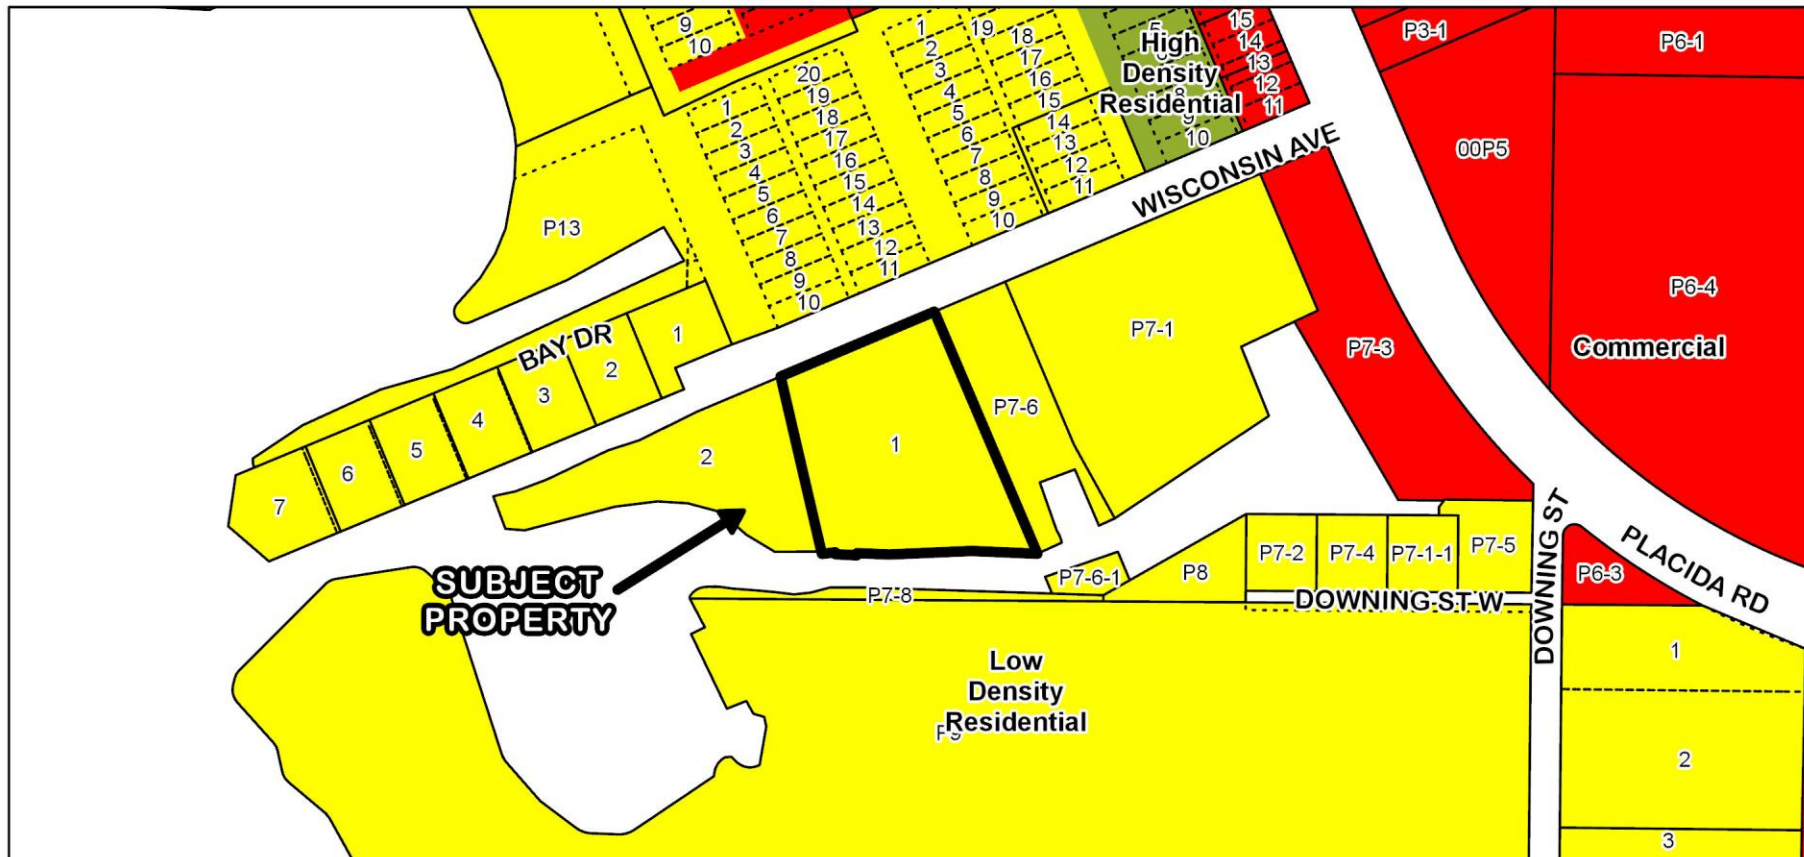 9
10
20
19
18
17
16
15
14
13
12
11
1
2
3
4
5
6
7
8
9
10
1
2
3
4
5
6
7
8
9
10
19
18
17
16
15
14
13
12
11
5
8
9
10
High
Density
Residential
15
14
13
12
11
P3-1
P6-1
00P5
P6-4
Commercial
WISCONSIN AVE
P13
BAY DR
1
2
3
4
5
6
7
P7-1
P7-3
P7-6
1
2
SUBJECT
PROPERTY
P7-8
P7-6-1
P8
P7-2
P7-4
P7-1-1
P7-5
DOWNING ST W
DOWNING ST
PLACIDA RD
P6-3
Low
Density
Residential
1
2
3